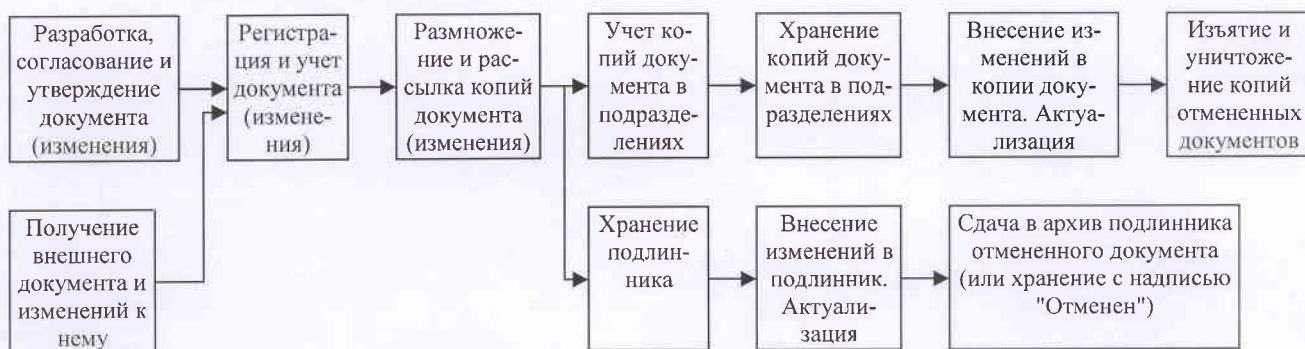 Разработка,
согласование и
утверждение
документа
(изменения)
Регистра-
ция и учет
документа
(измене-
ния)
Размноже-
ние и рас-
сылка копий
документа
(изменения)
Учет ко-
пий доку-
мента в
подразде-
лениях
Хранение
копий доку-
мента в под-
разделениях
Внесение из-
менений в
копии доку-
мента. Актуа-
лизация
Изъятие и
уничтоже-
ние копий
отмененных
документов
Получение
внешнего
документа и
изменений к
нему
Хранение
подлин-
ника
Внесение
изменений в
подлинник.
Актуали-
зация
Сдача в архив подлинника
отмененного документа
(или хранение с надписью
"Отменен")